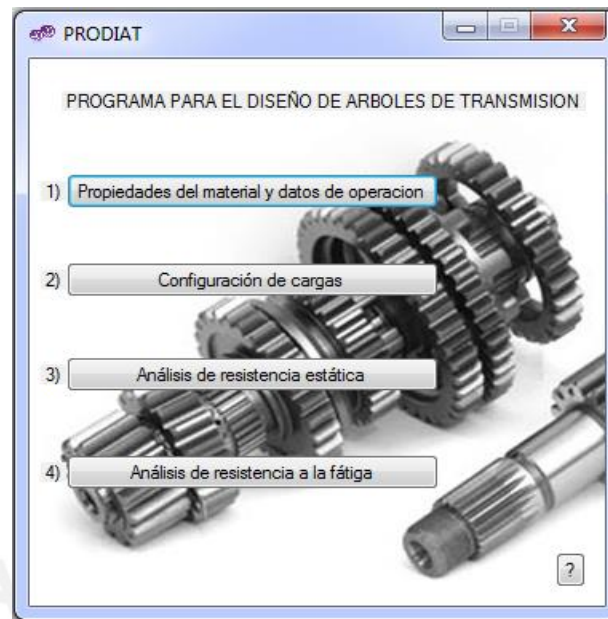 PRODIAT
PROGRAMA PARA EL DISEÑO DE ARBOLES DE TRANSMISION
1) Propiedades del material y datos de operacion
2) Configuración de cargas
3) Análisis de resistencia estática
4) Análisis de resistencia a la fátiga
?